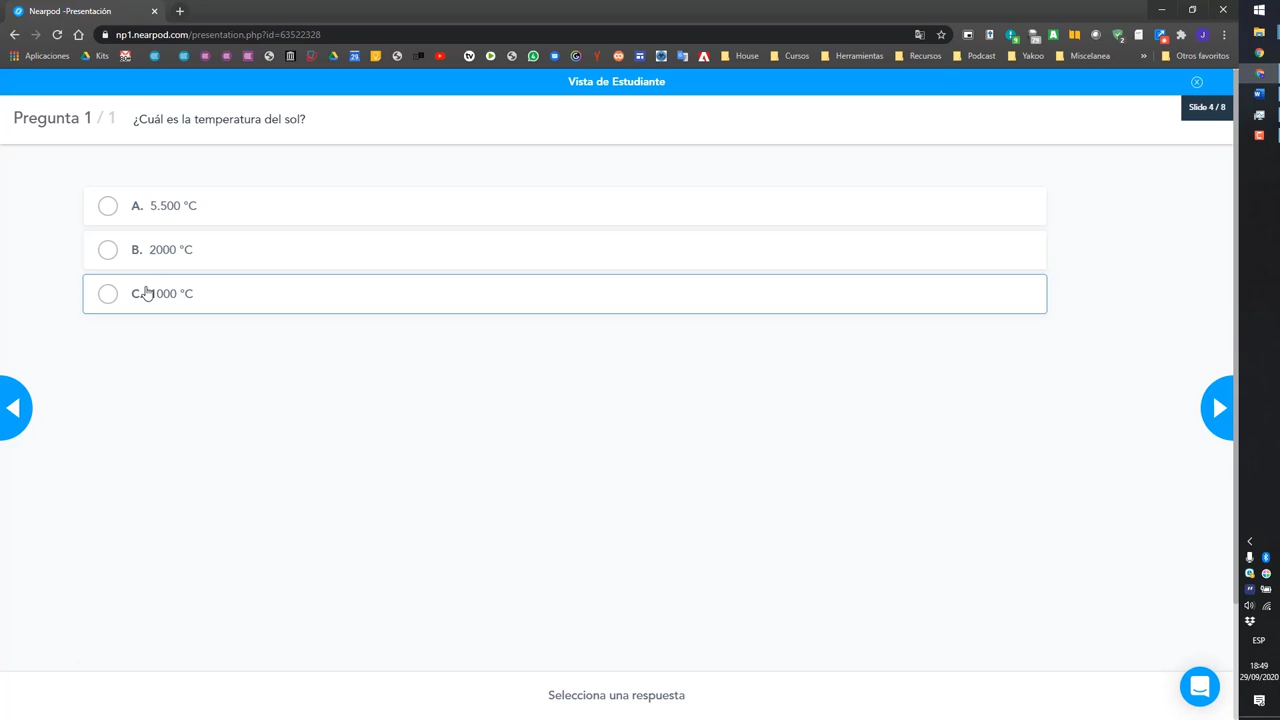 Nearpod -Presentación
np1.nearpod.com/presentation.php?id=63522328
Aplicaciones
Kits
House
Cursos
Herramientas
Recursos
Podcast
Yakoo
Miscelanea
»
Otros favoritos
Vista de Estudiante
Pregunta 1 / 1 ¿Cuál es la temperatura del sol?
Slide 4 / 8
A. 5.500 °C
B. 2000 °C
C. 1000 °C
Selecciona una respuesta
ESP
18:49
29/09/2020